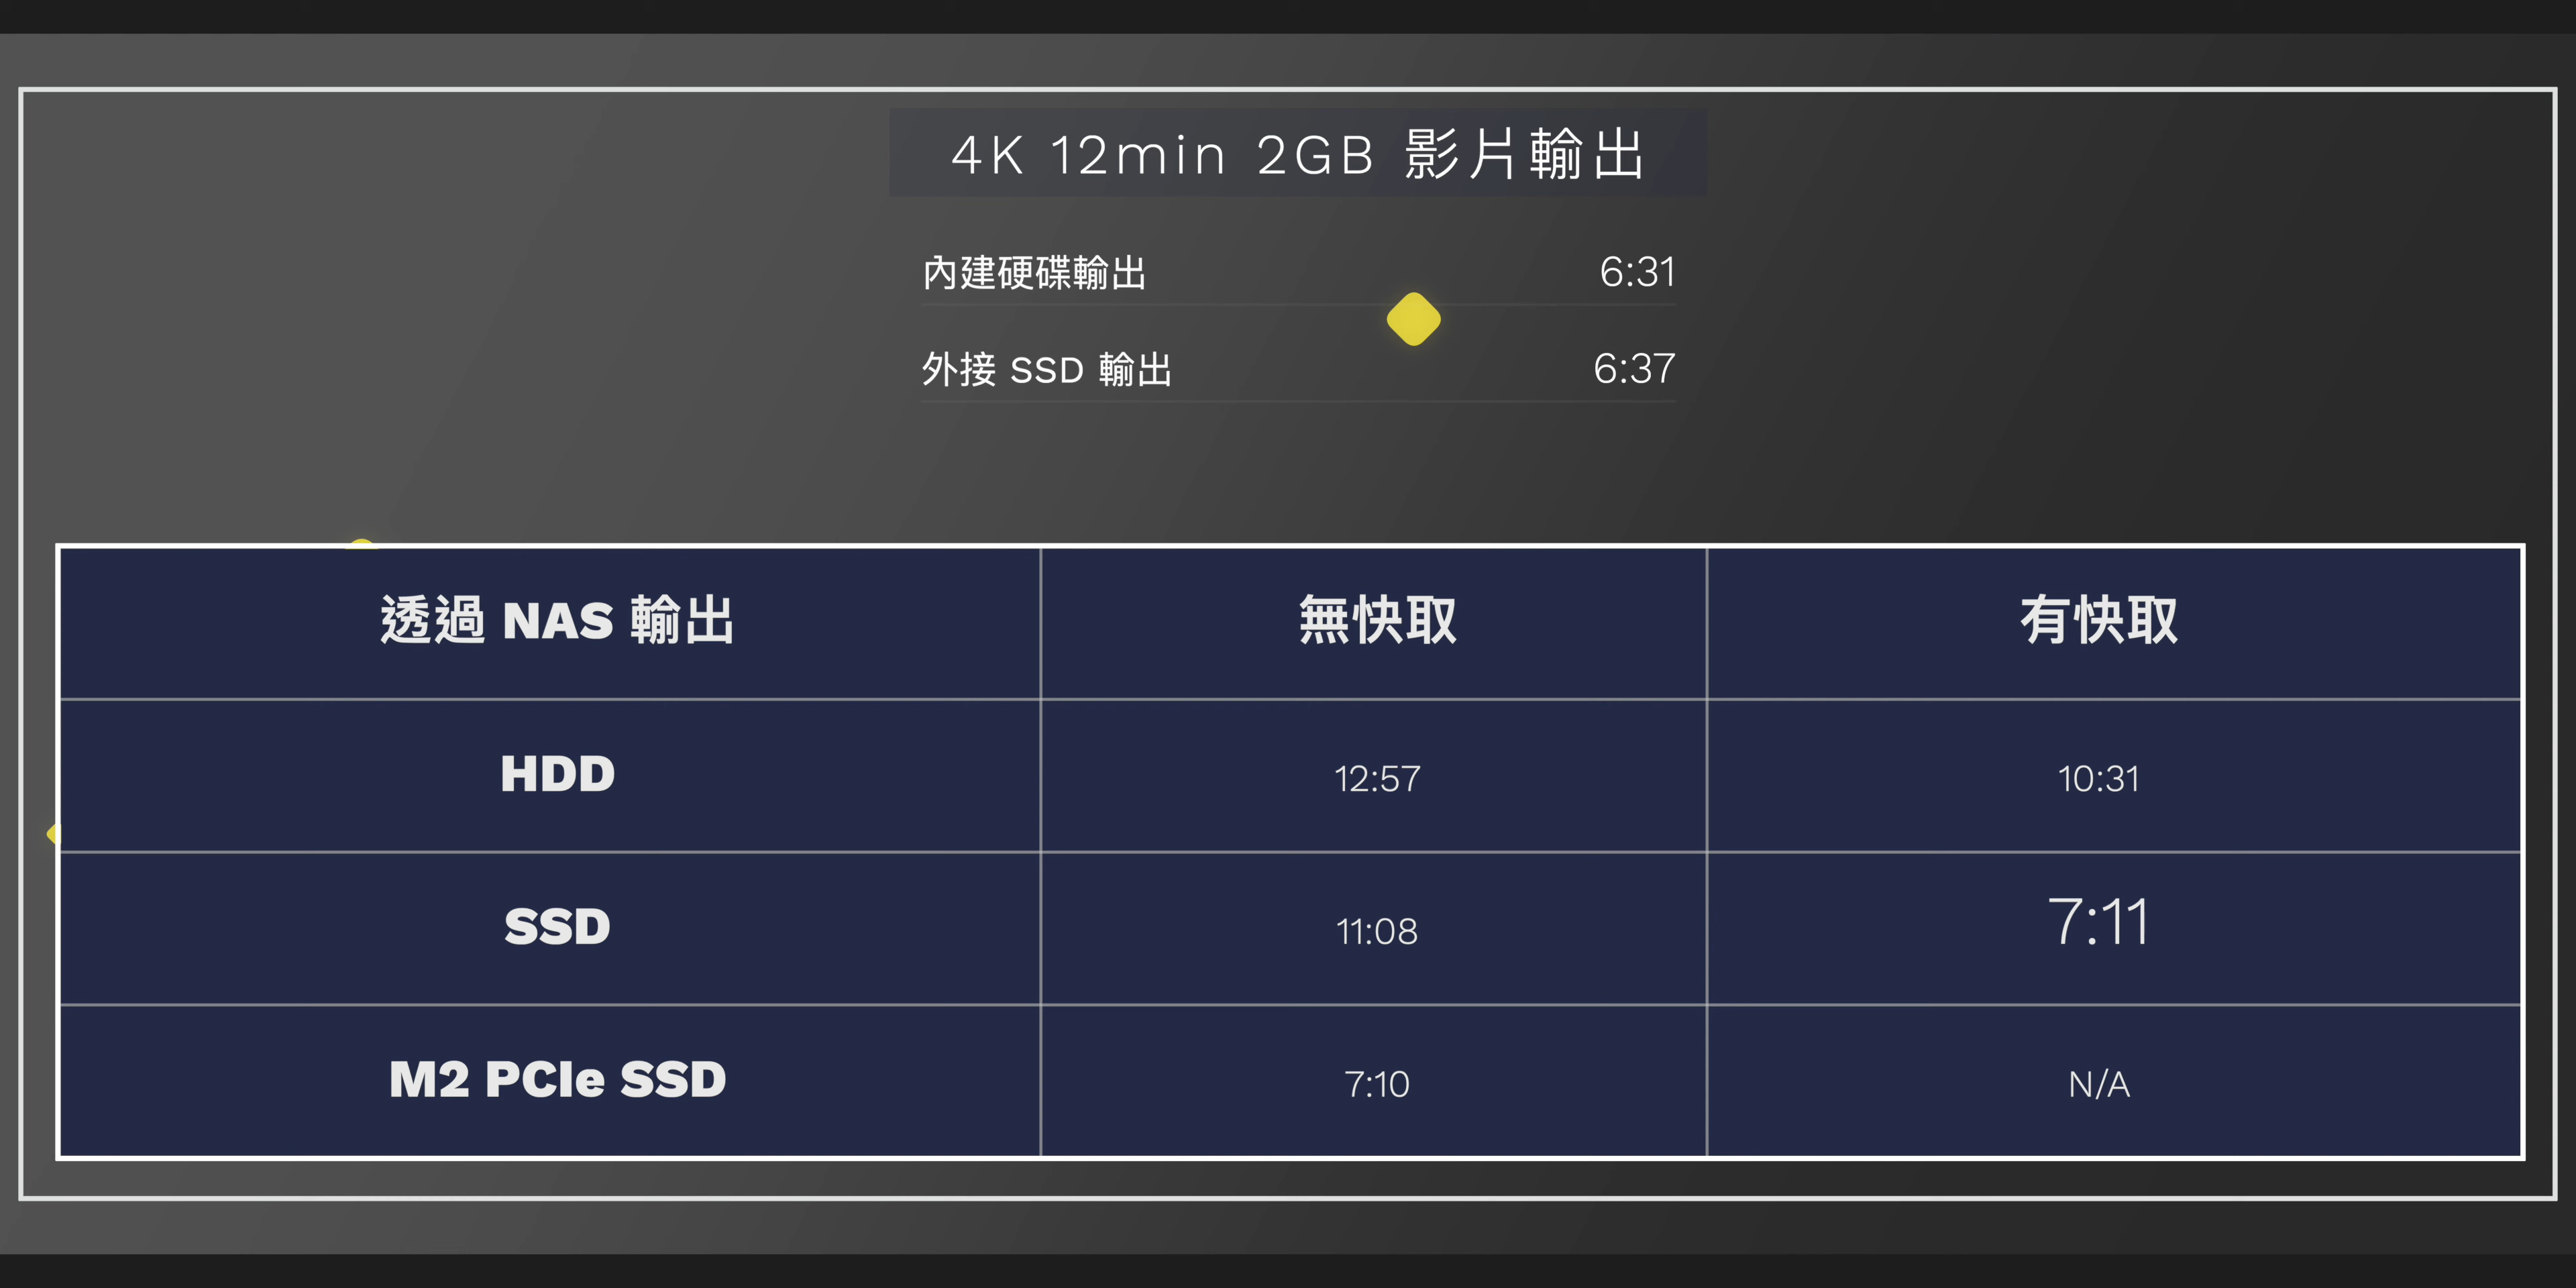 4K 12min 2GB 影片輸出
內建硬碟輸出 6:31
外接 SSD 輸出 6:37
透過 NAS 輸出 無快取 有快取
HDD 12:57 10:31
SSD 11:08 7:11
M2 PCIe SSD 7:10 N/A